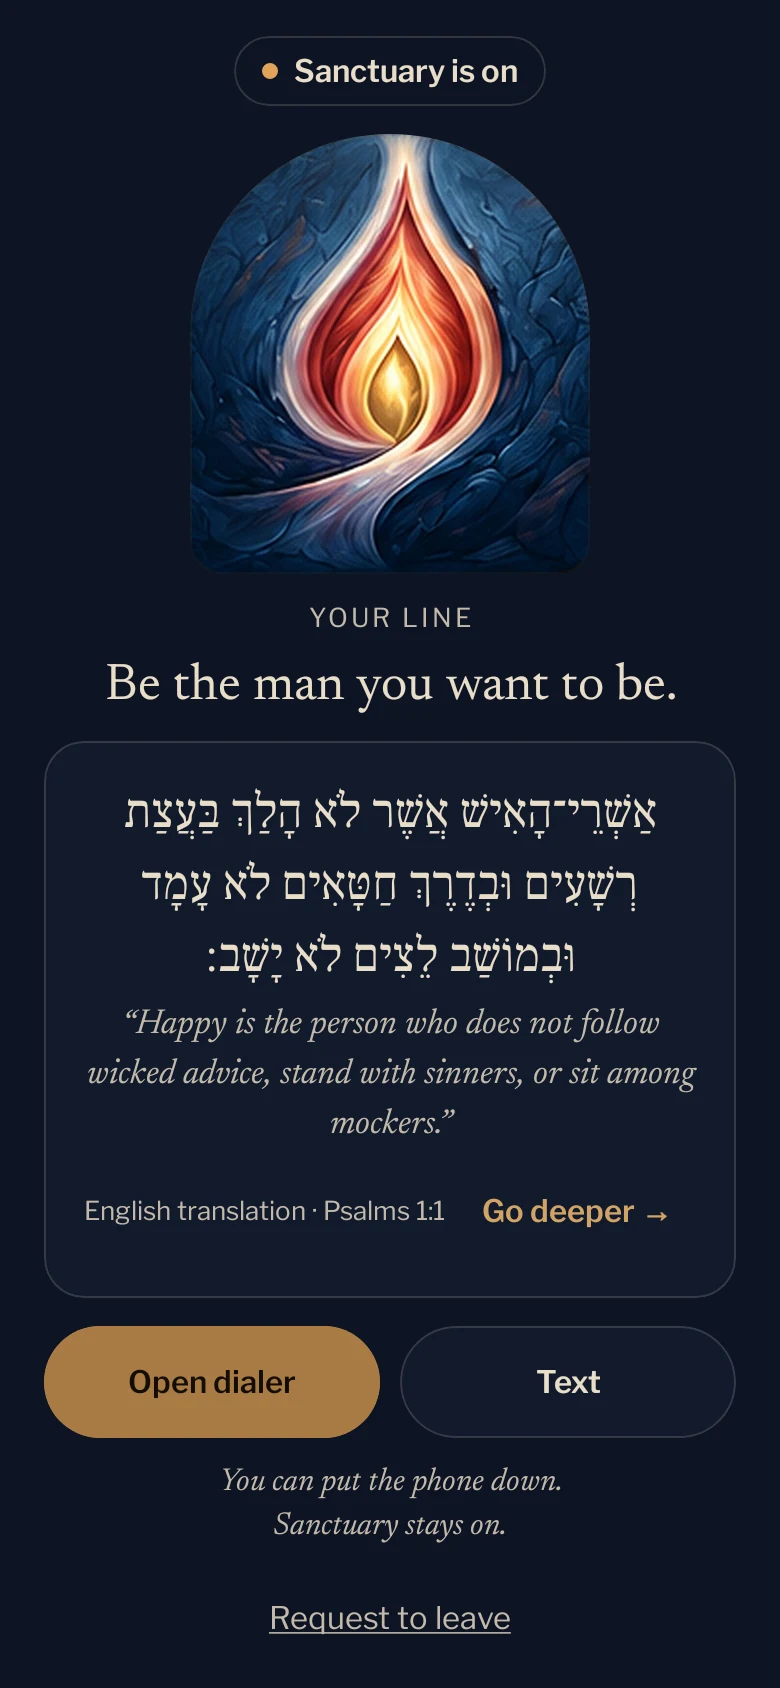 Sanctuary is on
YOUR LINE
Be the man you want to be.
אַשְׁרֵי־הָאִישׁ אֲשֶׁר לֹא הָלַךְ בַּעֲצַת
רְשָׁעִים וּבְדֶרֶךְ חַטָּאִים לֹא עָמָד
וּבְמוֹשַׁב לֵצִים לֹא יָשָׁב׃
“Happy is the person who does not follow
wicked advice, stand with sinners, or sit among
mockers.”
English translation · Psalms 1:1 Go deeper →
Open dialer Text
You can put the phone down.
Sanctuary stays on.
Request to leave